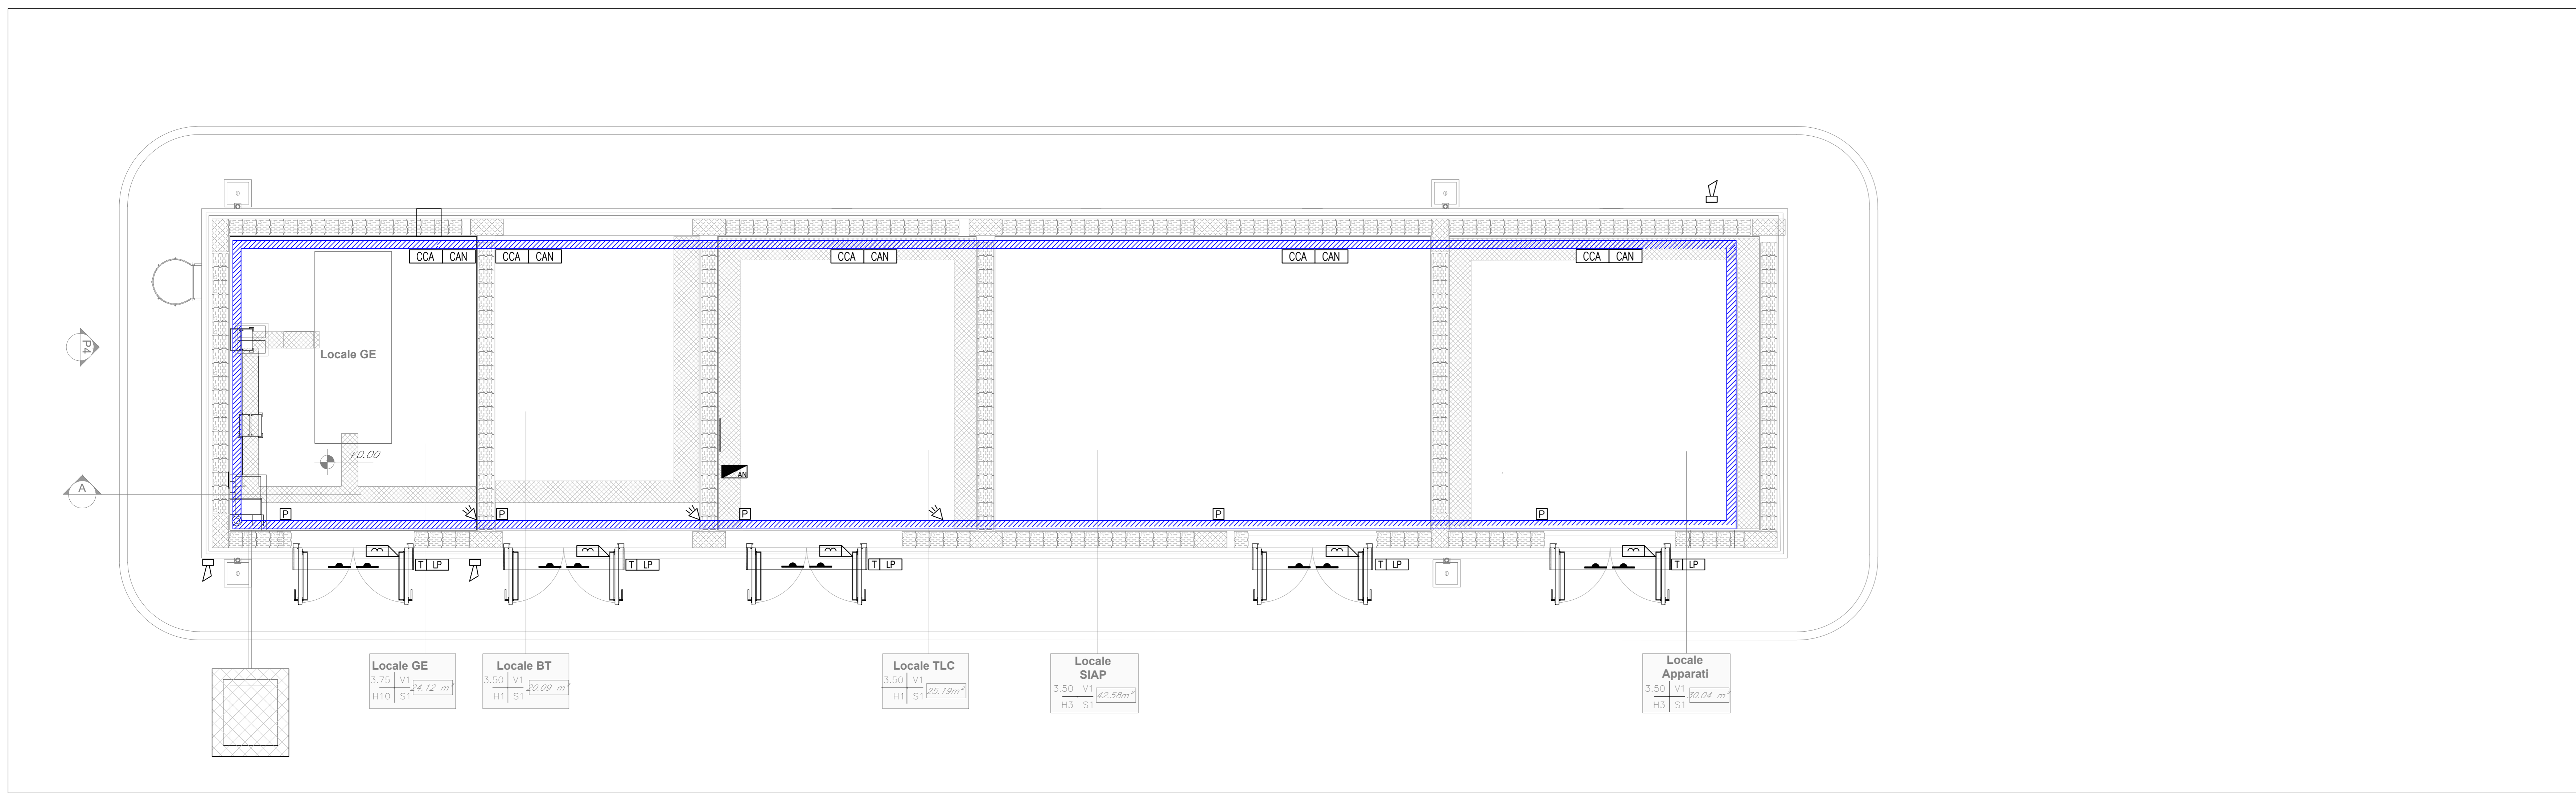 CCA CAN CCA CAN CCA CAN CCA CAN CCA CAN
P4
Locale GE
+0.00
AN
A
P P P P P
T LP T LP T LP T LP T LP
Locale GE
3.75 V1 24.12 m²
H10 S1
Locale BT
3.50 V1 20.09 m²
H1 S1
Locale TLC
3.50 V1 25.19m²
H1 S1
Locale
SIAP
3.50 V1 42.58m²
H3 S1
Locale
Apparati
3.50 V1 30.04 m²
H3 S1